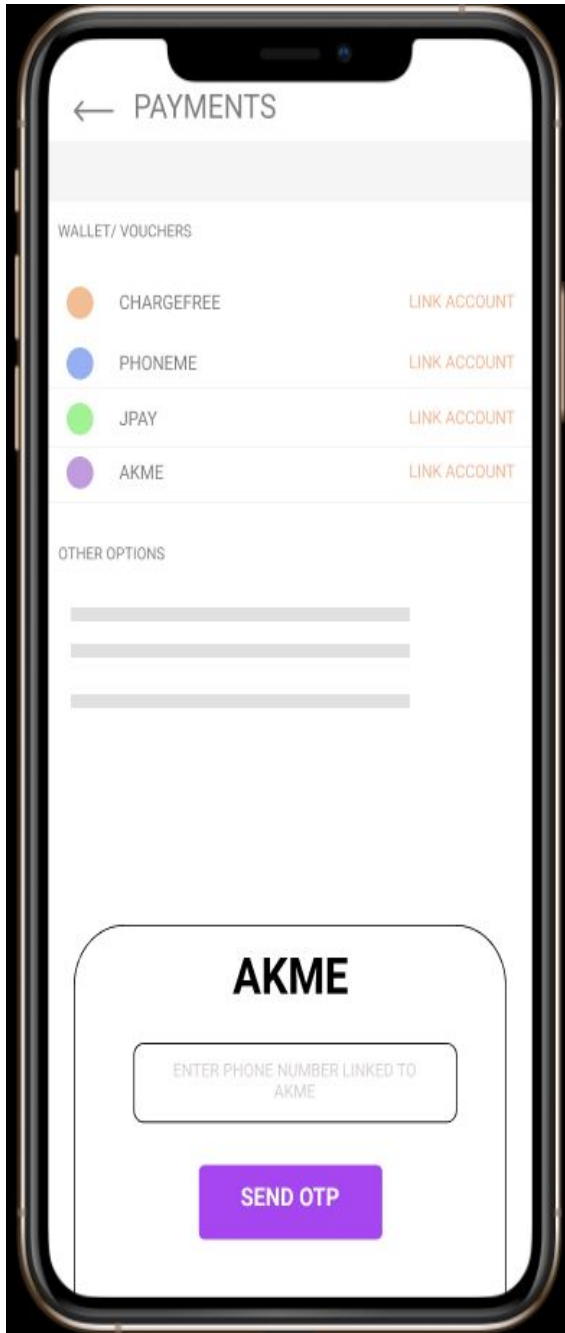 PAYMENTS
WALLET/ VOUCHERS
CHARGEFREE LINK ACCOUNT
PHONEME LINK ACCOUNT
JPAY LINK ACCOUNT
AKME LINK ACCOUNT
OTHER OPTIONS
AKME
ENTER PHONE NUMBER LINKED TO
AKME
SEND OTP